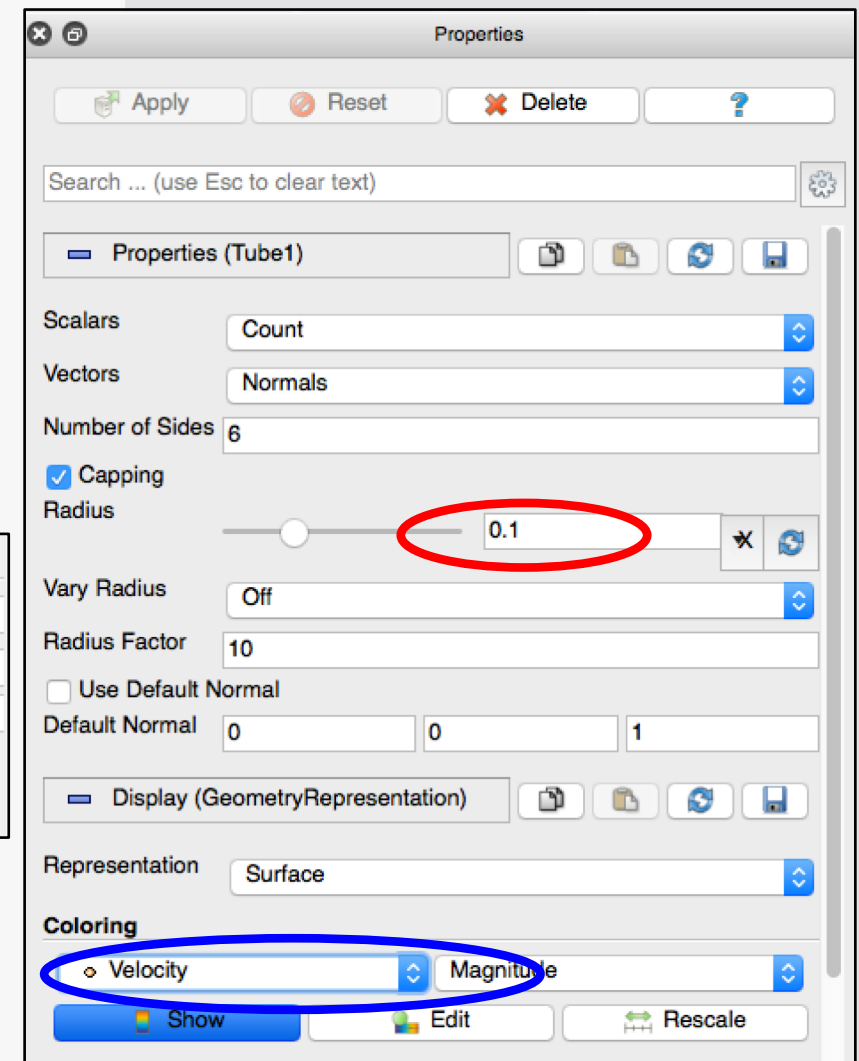 Properties
Apply Reset Delete ?
Search ... (use Esc to clear text)
Properties (Tube1)
Scalars Count
Vectors Normals
Number of Sides 6
Capping
Radius 0.1 X
Vary Radius Off
Radius Factor 10
Use Default Normal
Default Normal 0 0 1
Display (GeometryRepresentation)
Representation Surface
Coloring
Velocity Magnitude
Show Edit Rescale